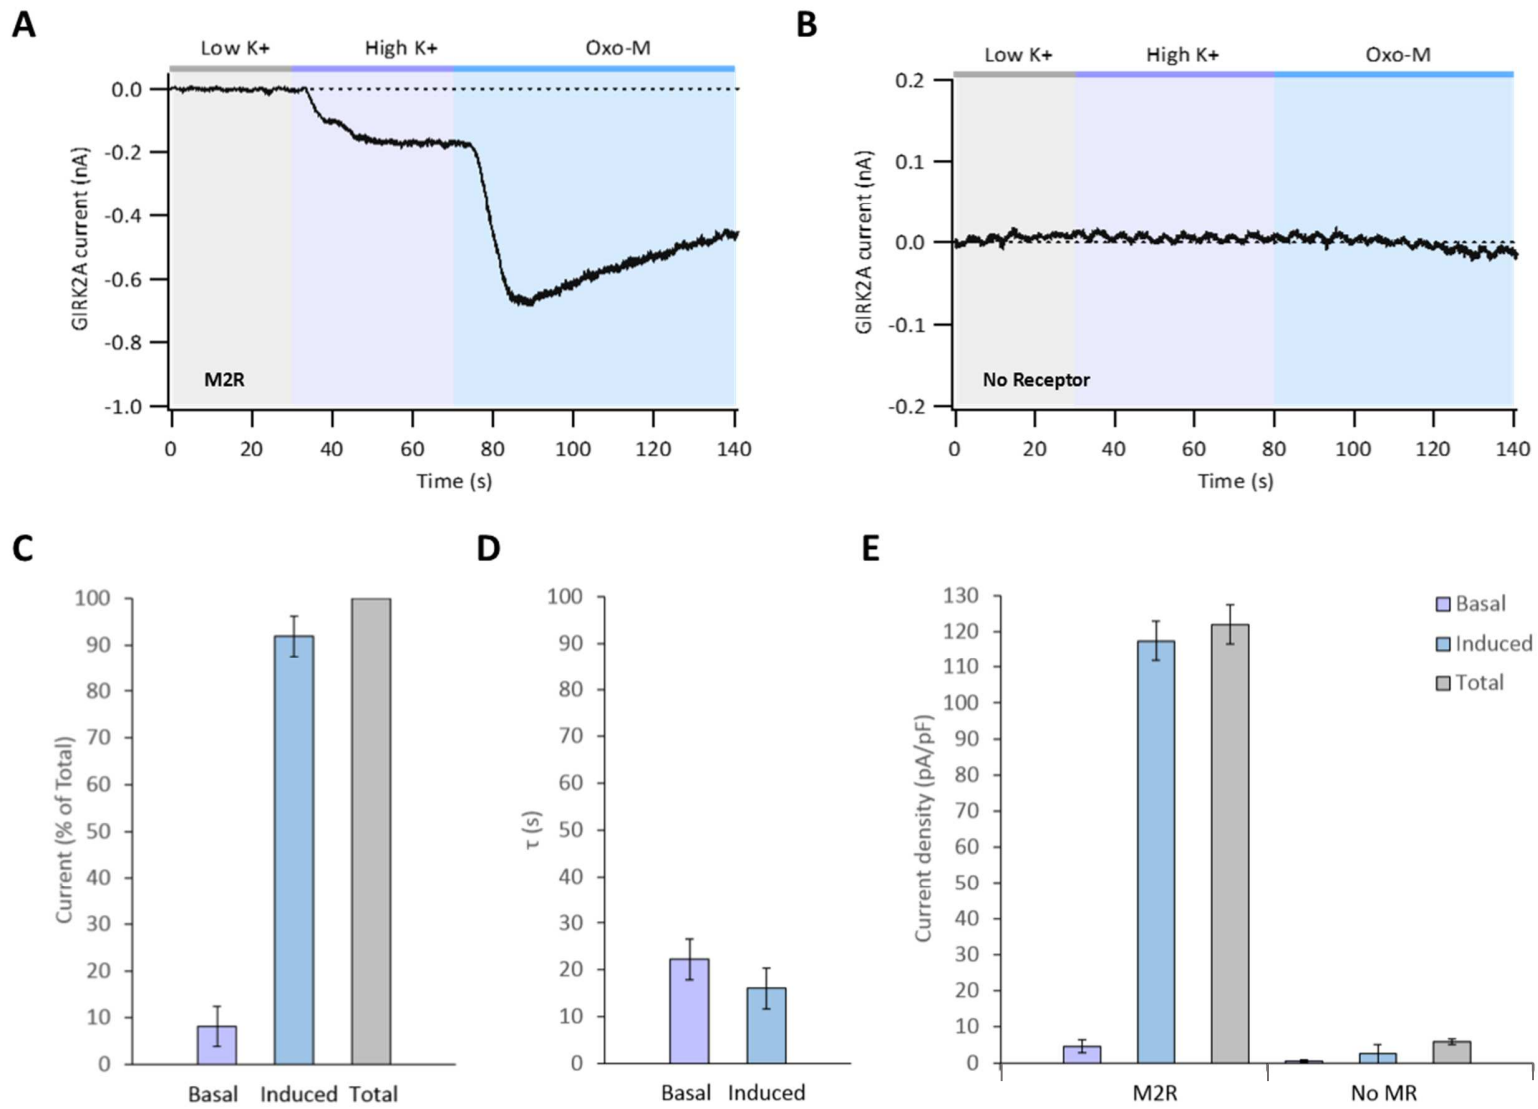 A
Low K+ High K+ Oxo-M
0.0
-0.2
-0.4
-0.6
-0.8
-1.0
GIRK2A current (nA)
M2R
0 20 40 60 80 100 120 140
Time (s)
B
Low K+ High K+ Oxo-M
0.2
0.1
0.0
-0.1
-0.2
GIRK2A current (nA)
No Receptor
0 20 40 60 80 100 120 140
Time (s)
C
100
90
80
70
60
50
40
30
20
10
0
Current (% of Total)
Basal Induced Total
D
100
90
80
70
60
50
40
30
20
10
0
τ (s)
Basal Induced
E
130
120
110
100
90
80
70
60
50
40
30
20
10
0
Current density (pA/pF)
M2R No MR
Basal
Induced
Total